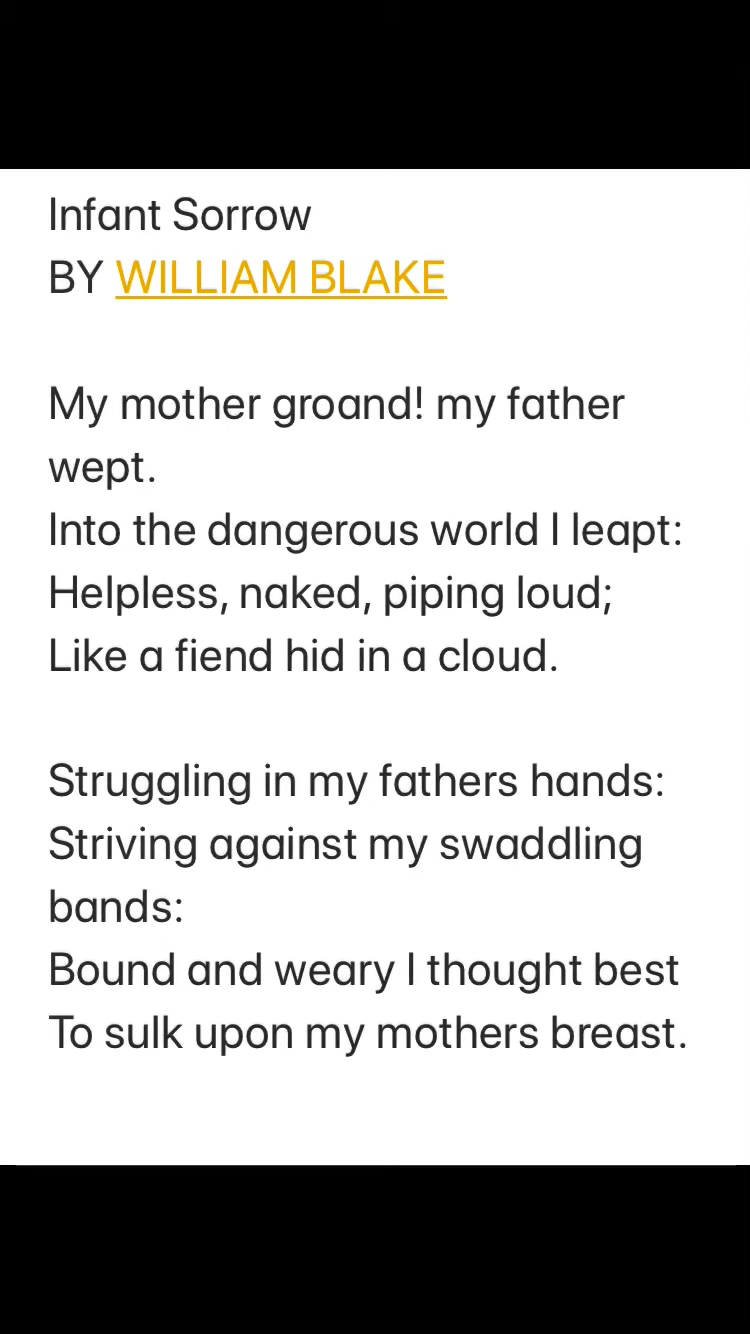 Infant Sorrow
BY WILLIAM BLAKE
My mother groand! my father
wept.
Into the dangerous world I leapt:
Helpless, naked, piping loud;
Like a fiend hid in a cloud.
Struggling in my fathers hands:
Striving against my swaddling
bands:
Bound and weary I thought best
To sulk upon my mothers breast.